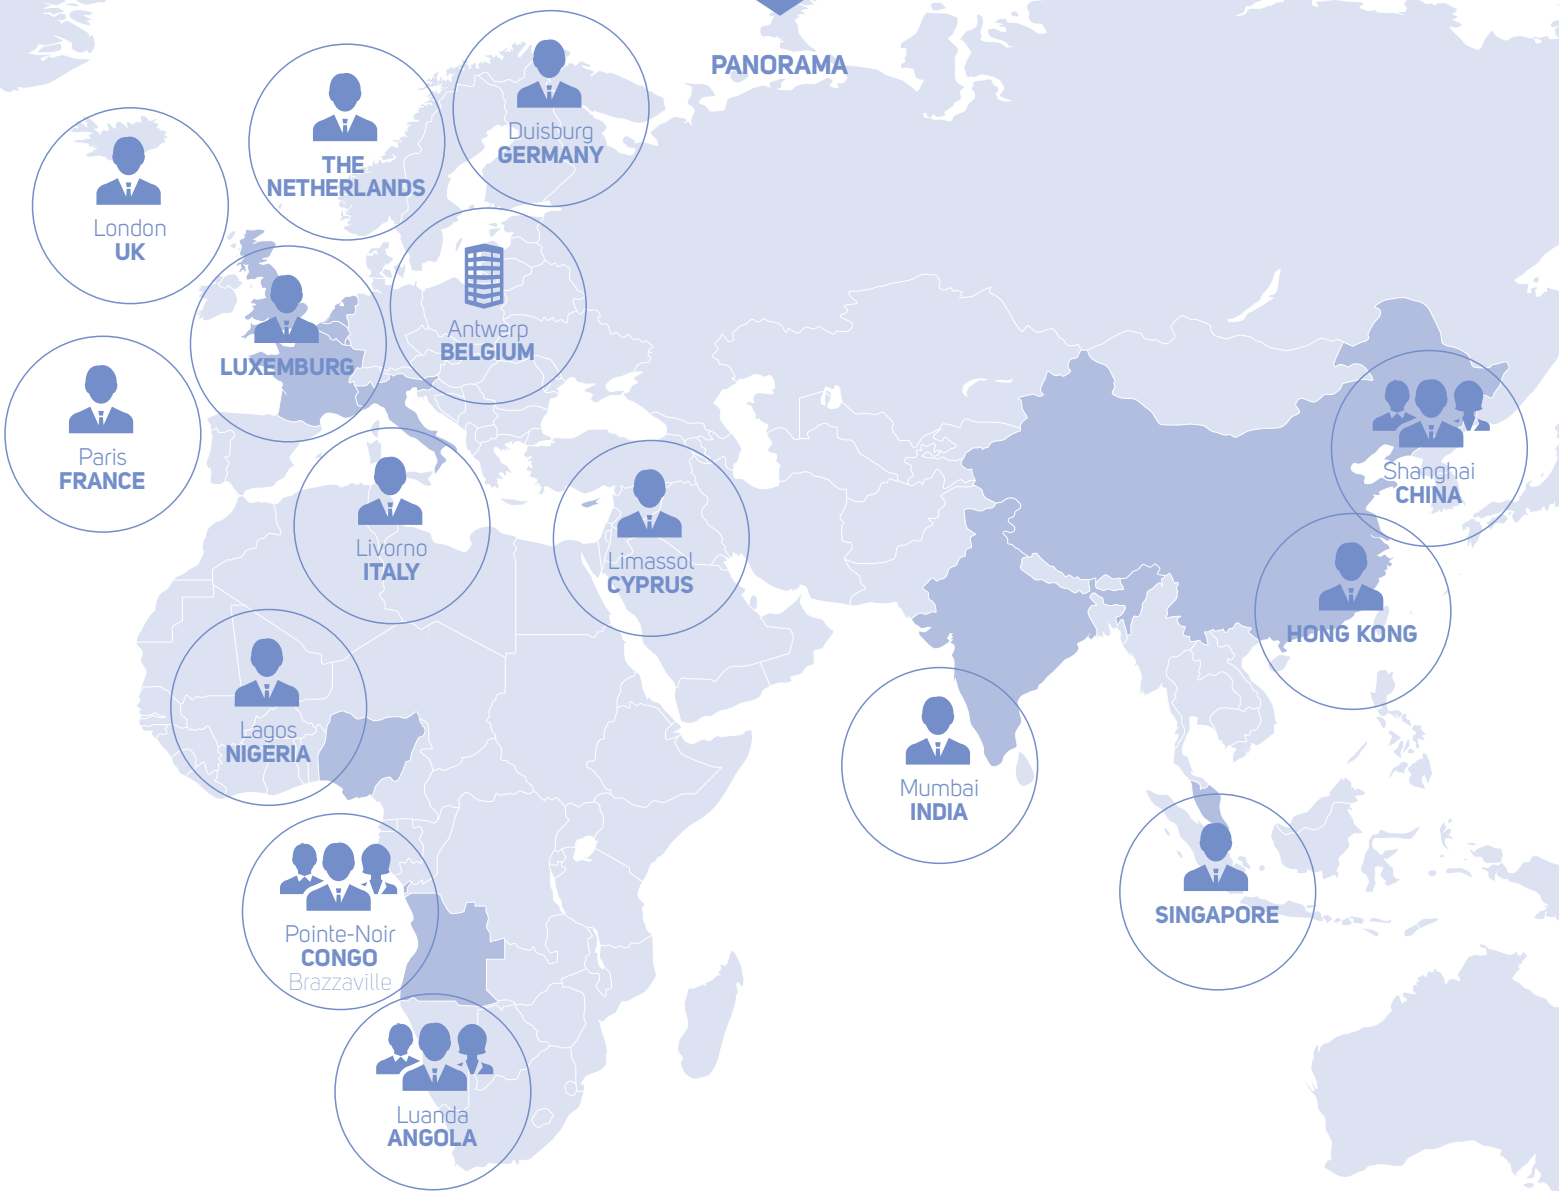 PANORAMA
Duisburg
GERMANY
THE
NETHERLANDS
London
UK
Antwerp
BELGIUM
LUXEMBURG
Paris
FRANCE
Shanghai
CHINA
Livorno
ITALY
Limassol
CYPRUS
HONG KONG
Lagos
NIGERIA
Mumbai
INDIA
SINGAPORE
Pointe-Noir
CONGO
Brazzaville
Luanda
ANGOLA